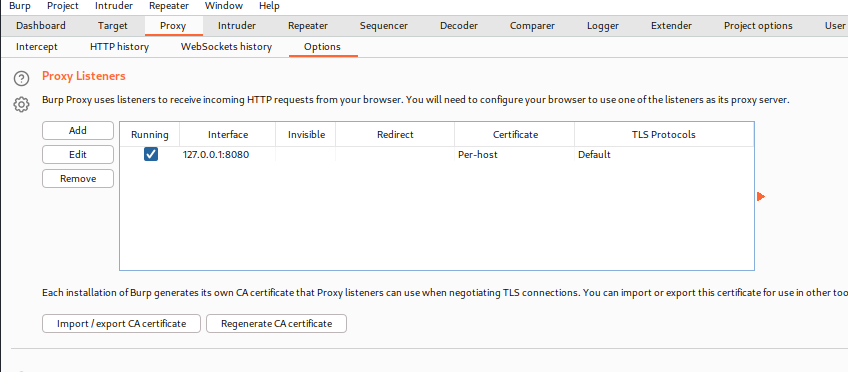 Burp Project Intruder Repeater Window Help
Dashboard Target Proxy Intruder Repeater Sequencer Decoder Comparer Logger Extender Project options User
Intercept HTTP history WebSockets history Options
Proxy Listeners
Burp Proxy uses listeners to receive incoming HTTP requests from your browser. You will need to configure your browser to use one of the listeners as its proxy server.
Add
Running Interface Invisible Redirect Certificate TLS Protocols
Edit
127.0.0.1:8080 Per-host Default
Remove
Each installation of Burp generates its own CA certificate that Proxy listeners can use when negotiating TLS connections. You can import or export this certificate for use in other too
Import / export CA certificate Regenerate CA certificate